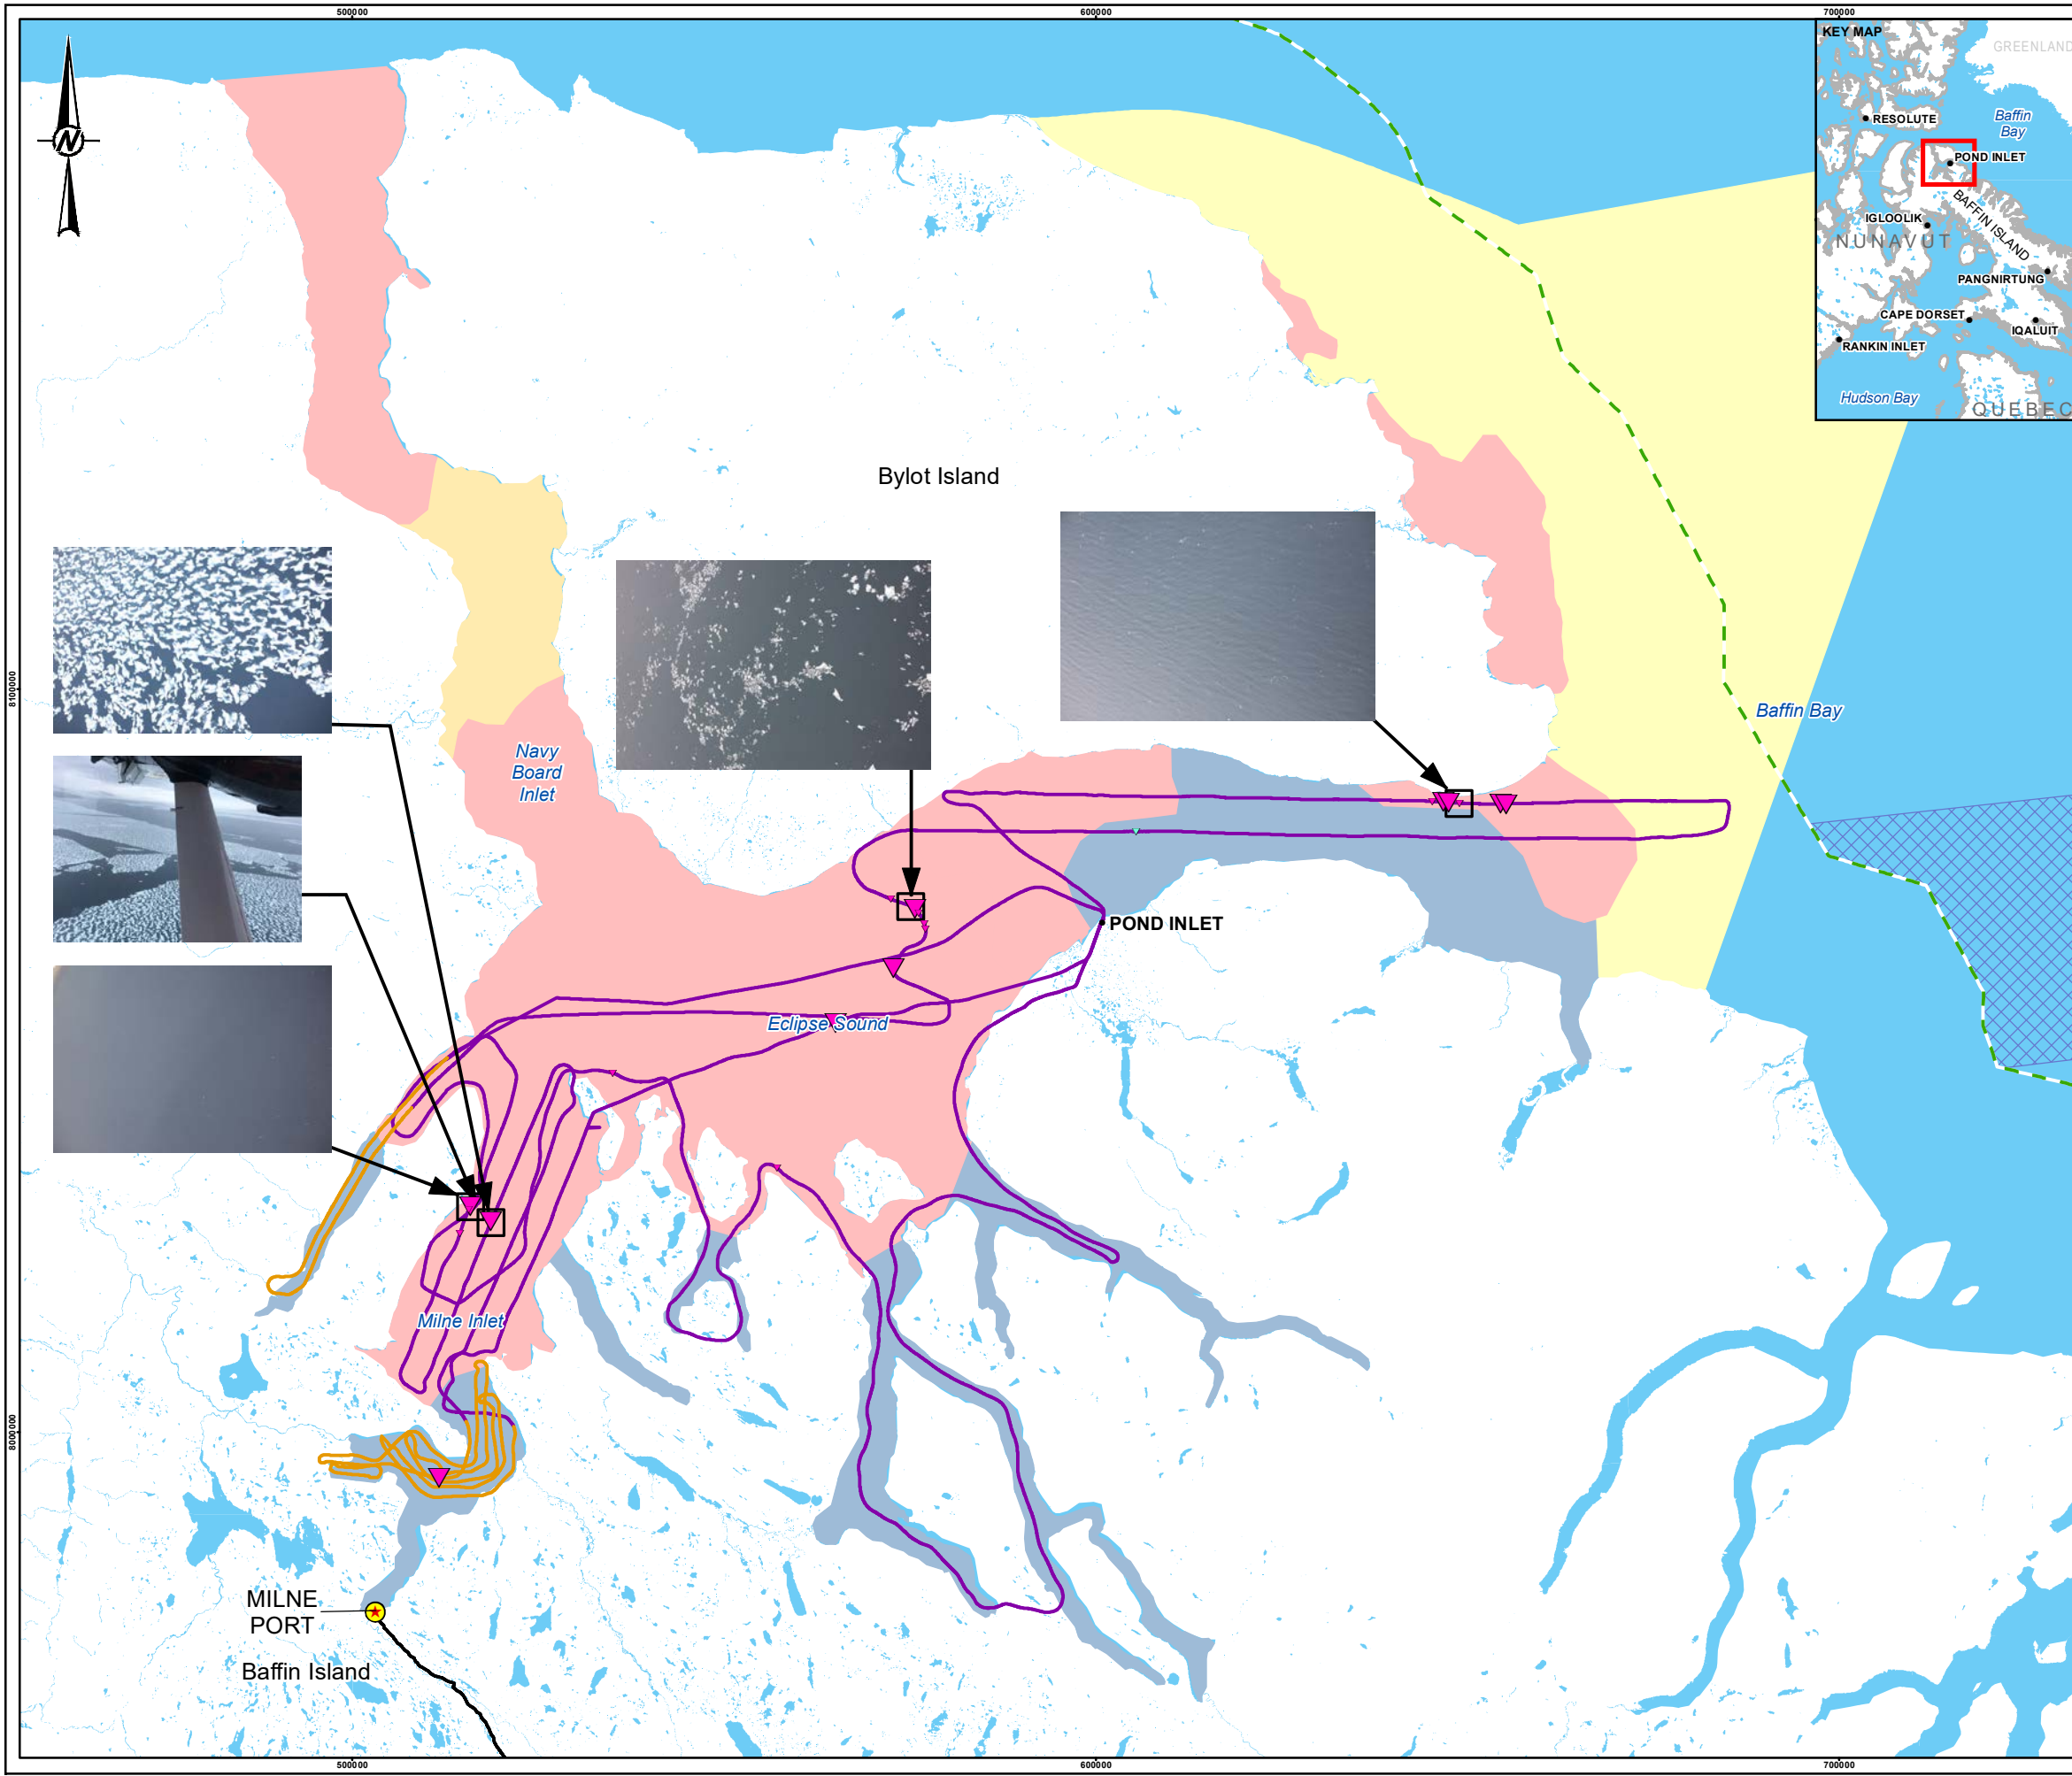 500000
600000
700000
KEY MAP
GREENLAND
Baffin
Bay
RESOLUTE
POND INLET
BAFFIN ISLAND
IGLOOLIK
NUNAVUT
PANGNIRTUNG
CAPE DORSET
IQALUIT
RANKIN INLET
Hudson Bay
QUEBEC
N
Bylot Island
8100000
Baffin Bay
Navy
Board
Inlet
POND INLET
Eclipse Sound
Milne Inlet
8000000
MILNE
PORT
Baffin Island
500000
600000
700000